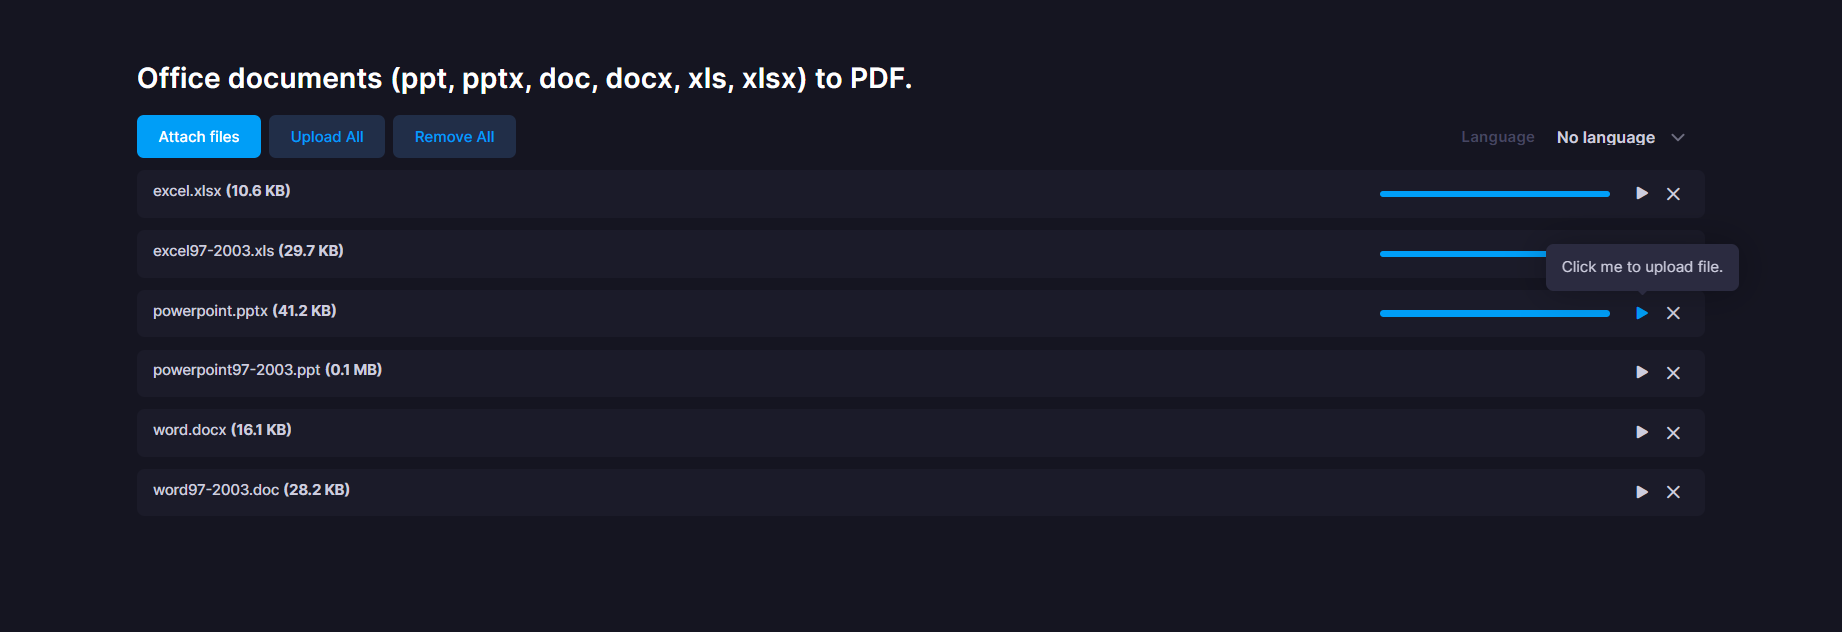 Office documents (ppt, pptx, doc, docx, xls, xlsx) to PDF.
Attach files Upload All Remove All Language No language
excel.xlsx (10.6 KB)
excel97-2003.xls (29.7 KB)
Click me to upload file.
powerpoint.pptx (41.2 KB)
powerpoint97-2003.ppt (0.1 MB)
word.docx (16.1 KB)
word97-2003.doc (28.2 KB)